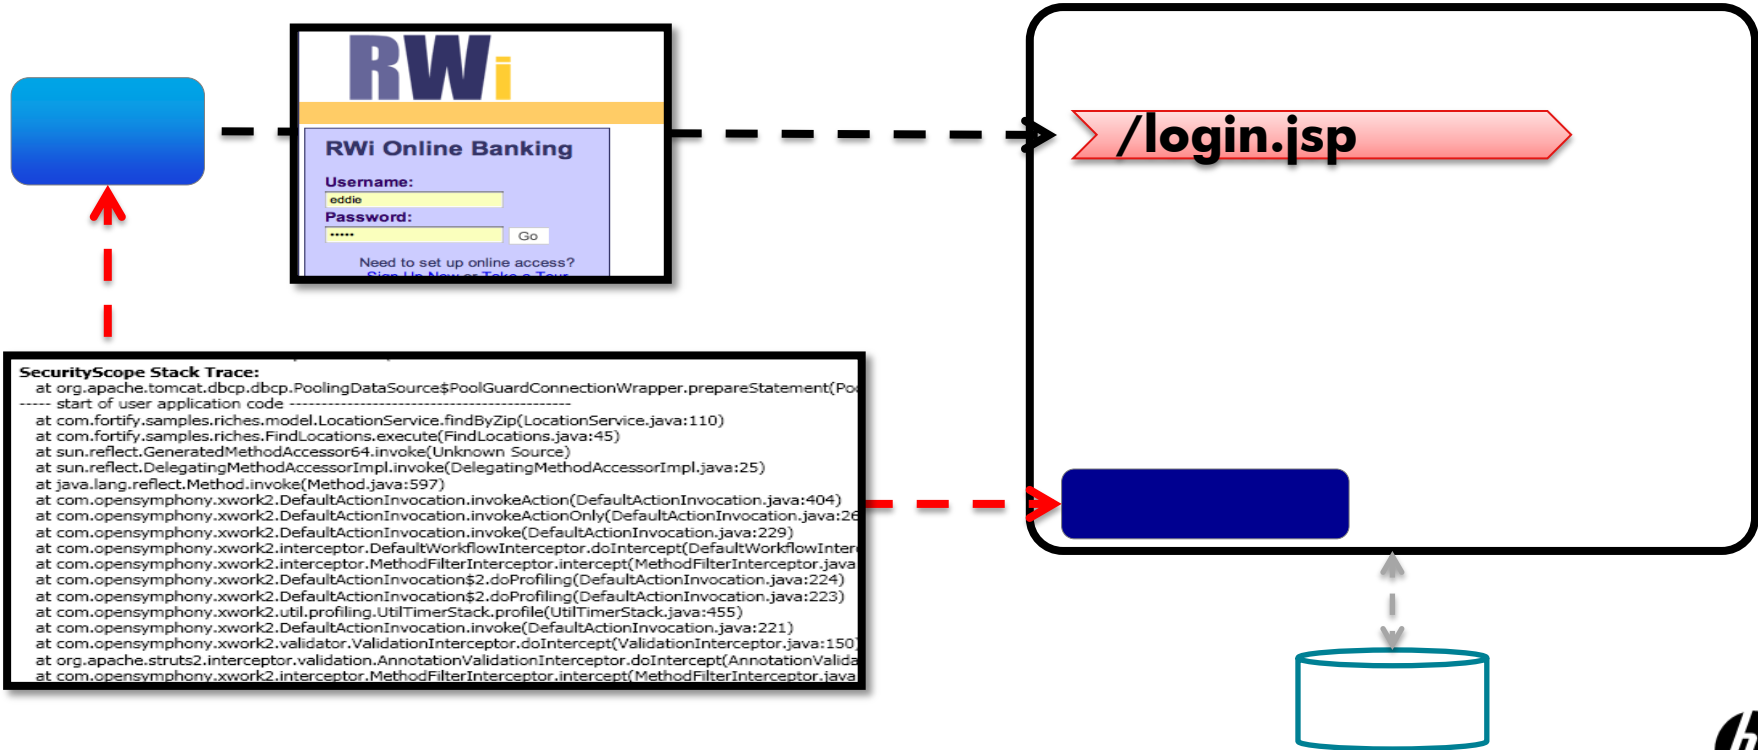 RWi
RWi Online Banking
Username:
eddie
Password:
•••••
Go
Need to set up online access?
Sign Up Now or Take a Tour
/login.jsp
SecurityScope Stack Trace:
at org.apache.tomcat.dbcp.dbcp.PoolingDataSource$PoolGuardConnectionWrapper.prepareStatement(Poo
----- start of user application code --------------------------------------------------
at com.fortify.samples.riches.model.LocationService.findByZip(LocationService.java:110)
at com.fortify.samples.riches.FindLocations.execute(FindLocations.java:45)
at sun.reflect.GeneratedMethodAccessor64.invoke(Unknown Source)
at sun.reflect.DelegatingMethodAccessorImpl.invoke(DelegatingMethodAccessorImpl.java:25)
at java.lang.reflect.Method.invoke(Method.java:597)
at com.opensymphony.xwork2.DefaultActionInvocation.invokeAction(DefaultActionInvocation.java:404)
at com.opensymphony.xwork2.DefaultActionInvocation.invokeActionOnly(DefaultActionInvocation.java:26
at com.opensymphony.xwork2.DefaultActionInvocation.invoke(DefaultActionInvocation.java:229)
at com.opensymphony.xwork2.interceptor.DefaultWorkflowInterceptor.doIntercept(DefaultWorkflowInter
at com.opensymphony.xwork2.interceptor.MethodFilterInterceptor.intercept(MethodFilterInterceptor.java
at com.opensymphony.xwork2.DefaultActionInvocation$2.doProfiling(DefaultActionInvocation.java:224)
at com.opensymphony.xwork2.DefaultActionInvocation$2.doProfiling(DefaultActionInvocation.java:223)
at com.opensymphony.xwork2.util.profiling.UtilTimerStack.profile(UtilTimerStack.java:455)
at com.opensymphony.xwork2.DefaultActionInvocation.invoke(DefaultActionInvocation.java:221)
at com.opensymphony.xwork2.validator.ValidationInterceptor.doIntercept(ValidationInterceptor.java:150)
at org.apache.struts2.interceptor.validation.AnnotationValidationInterceptor.doIntercept(AnnotationValida
at com.opensymphony.xwork2.interceptor.MethodFilterInterceptor.intercept(MethodFilterInterceptor.java